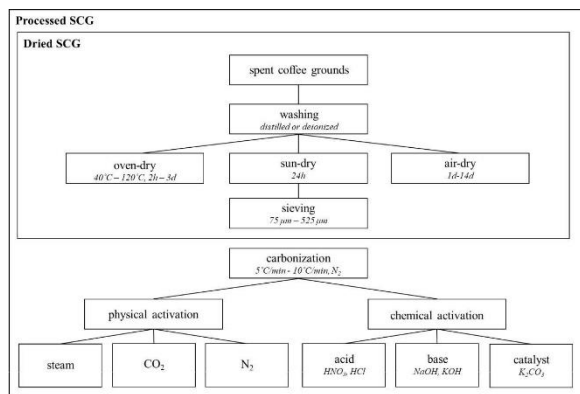 Processed SCG
Dried SCG
spent coffee grounds
washing
distilled or desonized
oven-dry
40˚C – 120˚C, 2h – 3d
sun-dry
24h
air-dry
1d-14d
sieving
75 µm – 525 µm
carbonization
5˚C/min - 10˚C/min, N₂
physical activation
chemical activation
steam
CO₂
N₂
acid
HNO₃, HCl
base
NaOH, KOH
catalyst
K₂CO₃